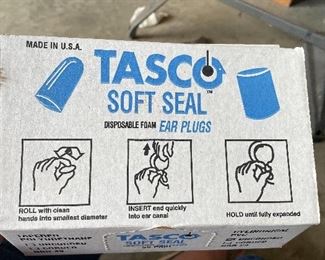 MADE IN U.S.A.
TASCO™
SOFT SEAL
DISPOSABLE FOAM EAR PLUGS
ROLL with clean
hands into smallest diameter
INSERT end quickly
into ear canal
HOLD until fully expanded
TASCO
SOFT SEAL